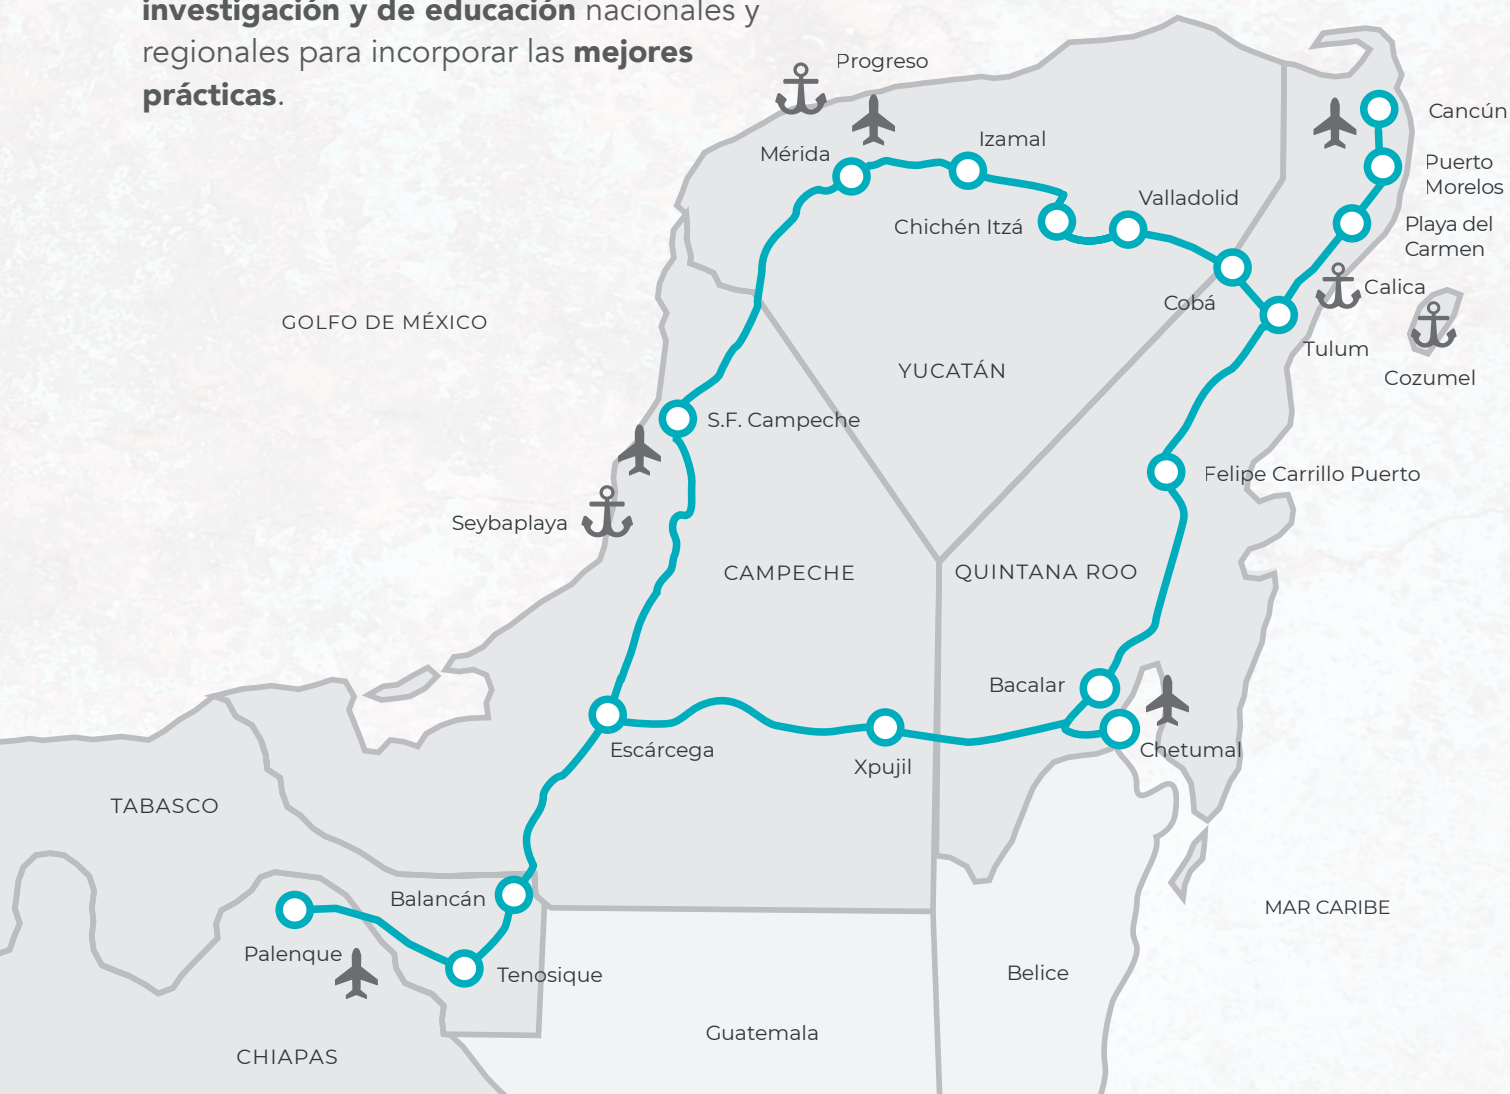 investigación y de educación nacionales y
regionales para incorporar las mejores
prácticas.
Progreso
Cancún
Izamal
Mérida
Puerto
Morelos
Valladolid
Chichén Itzá
Playa del
Carmen
Calica
Cobá
GOLFO DE MÉXICO
Tulum
YUCATÁN
Cozumel
S.F. Campeche
Felipe Carrillo Puerto
Seybaplaya
CAMPECHE
QUINTANA ROO
Bacalar
Escárcega
Chetumal
Xpujil
TABASCO
Balancán
MAR CARIBE
Palenque
Tenosique
Belice
Guatemala
CHIAPAS